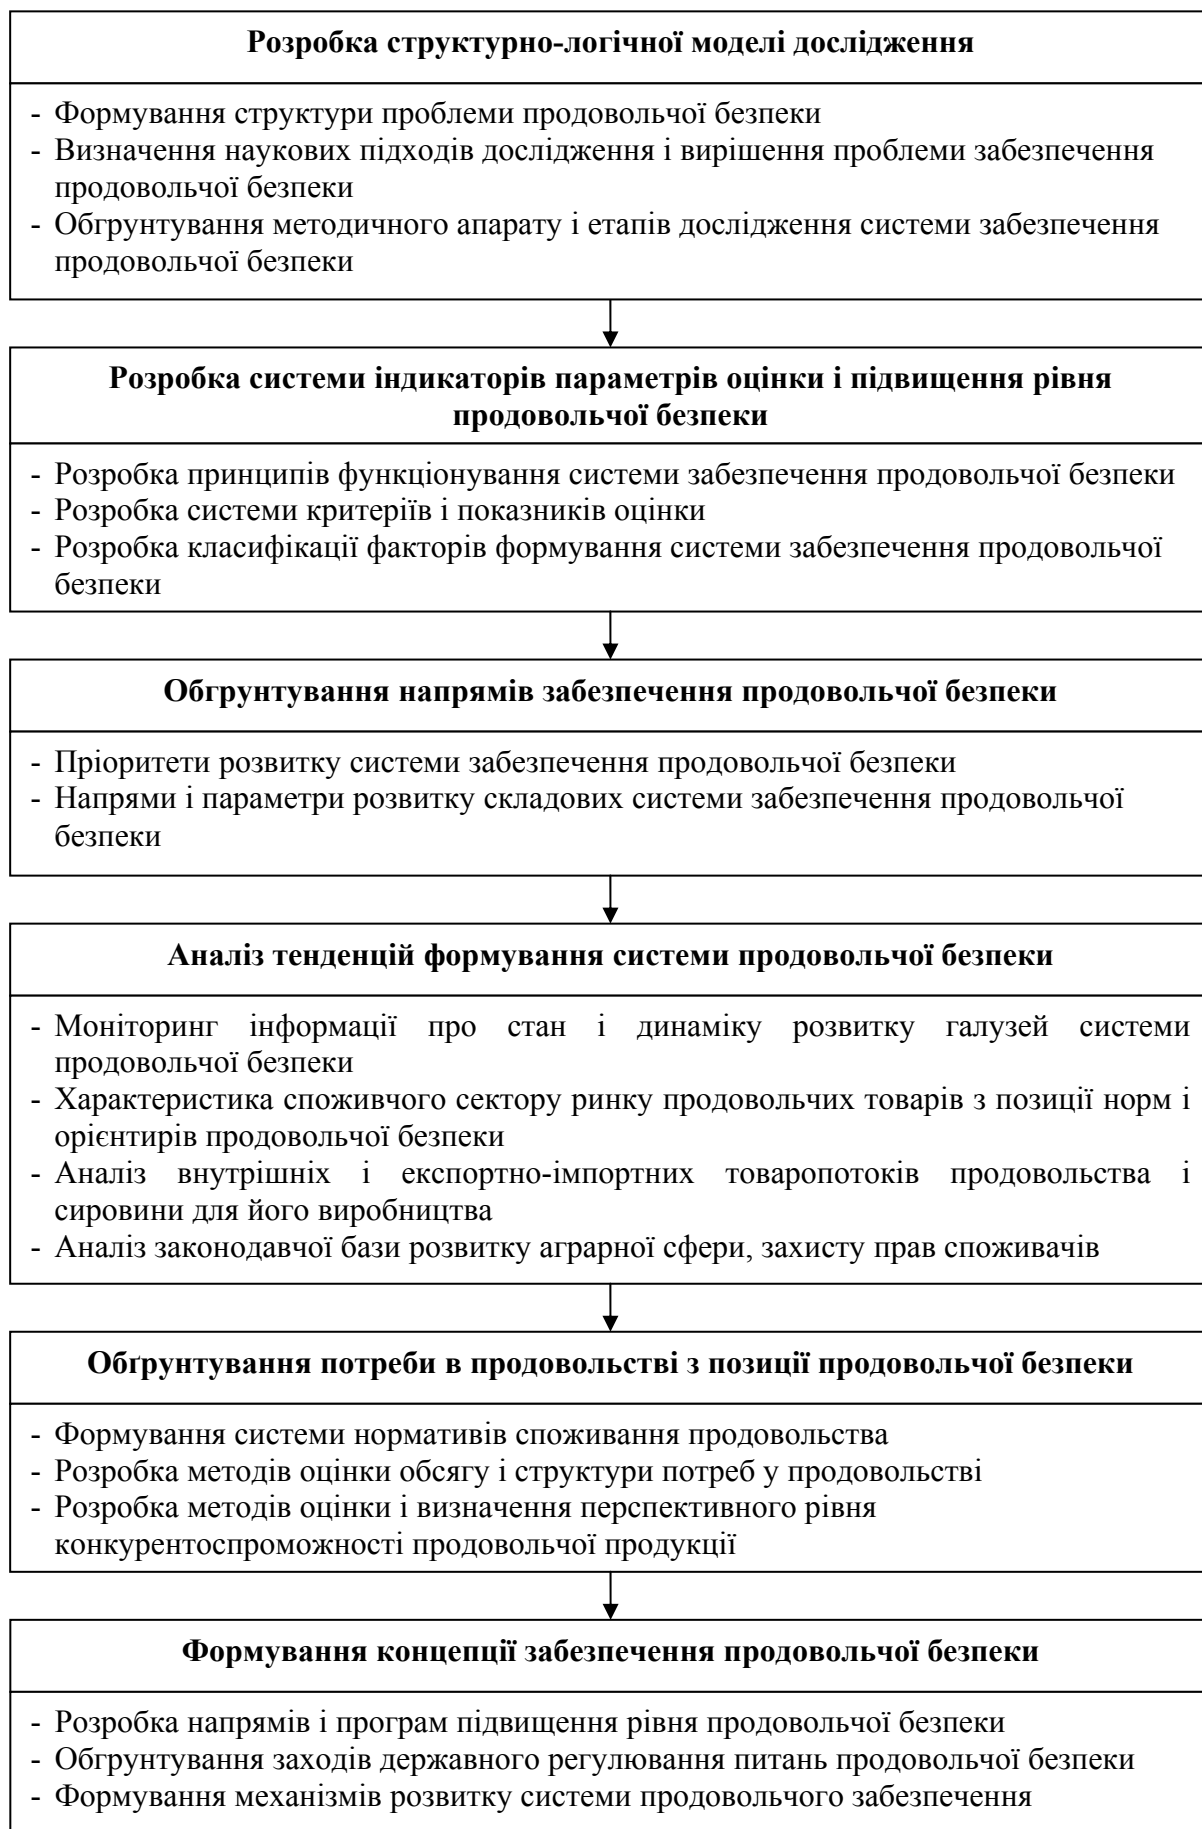 Розробка структурно-логічної моделі дослідження
- Формування структури проблеми продовольчої безпеки
- Визначення наукових підходів дослідження і вирішення проблеми забезпечення
продовольчої безпеки
- Обгрунтування методичного апарату і етапів дослідження системи забезпечення
продовольчої безпеки
Розробка системи індикаторів параметрів оцінки і підвищення рівня
продовольчої безпеки
- Розробка принципів функціонування системи забезпечення продовольчої безпеки
- Розробка системи критеріїв і показників оцінки
- Розробка класифікації факторів формування системи забезпечення продовольчої
безпеки
Обгрунтування напрямів забезпечення продовольчої безпеки
- Пріоритети розвитку системи забезпечення продовольчої безпеки
- Напрями і параметри розвитку складових системи забезпечення продовольчої
безпеки
Аналіз тенденцій формування системи продовольчої безпеки
- Моніторинг інформації про стан і динаміку розвитку галузей системи
продовольчої безпеки
- Характеристика споживчого сектору ринку продовольчих товарів з позиції норм і
орієнтирів продовольчої безпеки
- Аналіз внутрішніх і експортно-імпортних товаропотоків продовольства і
сировини для його виробництва
- Аналіз законодавчої бази розвитку аграрної сфери, захисту прав споживачів
Обґрунтування потреби в продовольстві з позиції продовольчої безпеки
- Формування системи нормативів споживання продовольства
- Розробка методів оцінки обсягу і структури потреб у продовольстві
- Розробка методів оцінки і визначення перспективного рівня
конкурентоспроможності продовольчої продукції
Формування концепції забезпечення продовольчої безпеки
- Розробка напрямів і програм підвищення рівня продовольчої безпеки
- Обгрунтування заходів державного регулювання питань продовольчої безпеки
- Формування механізмів розвитку системи продовольчого забезпечення